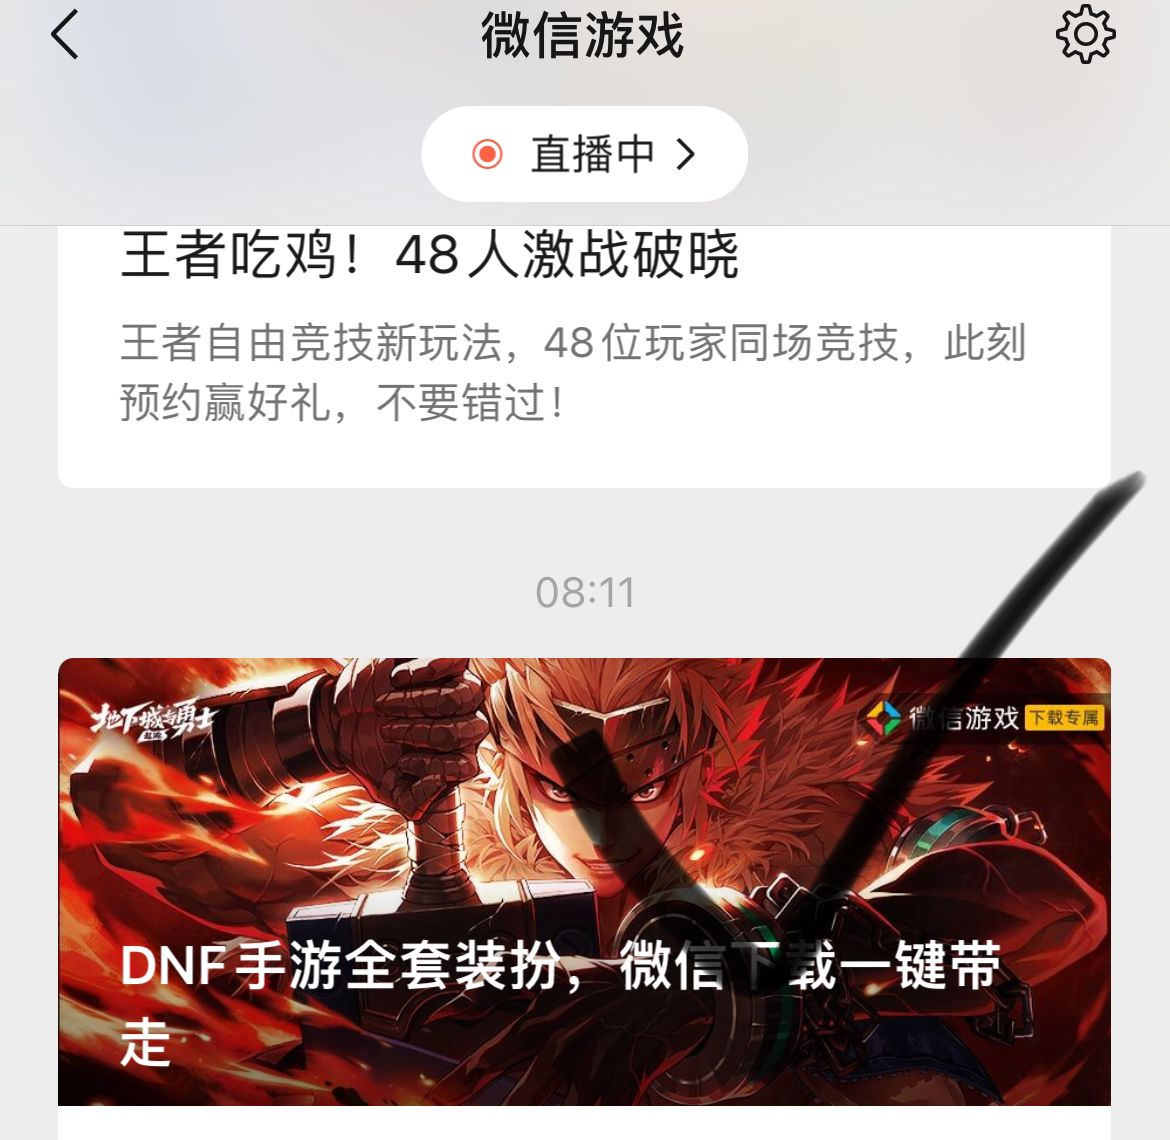 微信游戏
直播中
王者吃鸡！48人激战破晓
王者自由竞技新玩法，48位玩家同场竞技，此刻
预约赢好礼，不要错过！
08:11
地下城与勇士
微信游戏 下载专属
DNF手游全套装扮，微信下载一键带
走